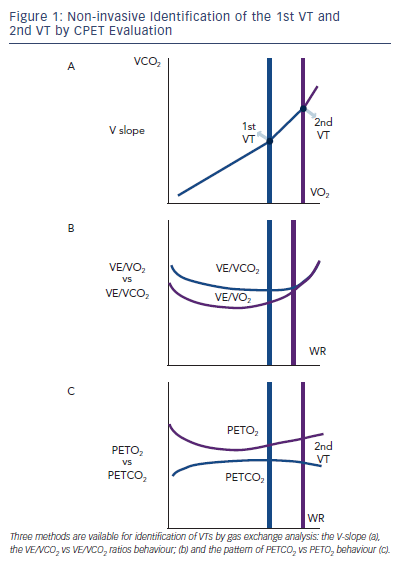 Figure 1: Non-invasive Identification of the 1st VT and
2nd VT by CPET Evaluation
A
VCO₂
V slope
1st
VT
2nd
VT
VO₂
B
VE/VO₂
vs
VE/VCO₂
VE/VCO₂
VE/VO₂
WR
C
PETO₂
vs
PETCO₂
PETO₂
PETCO₂
2nd
VT
WR
Three methods are vailable for identification of VTs by gas exchange analysis: the V-slope (a),
the VE/VCO² vs VE/VCO² ratios behaviour; (b) and the pattern of PETCO² vs PETO² behaviour (c).